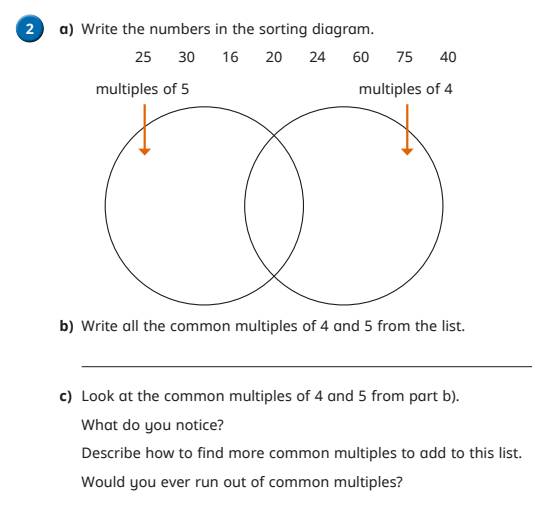 2 a) Write the numbers in the sorting diagram.
25 30 16 20 24 60 75 40
multiples of 5 multiples of 4
b) Write all the common multiples of 4 and 5 from the list.
c) Look at the common multiples of 4 and 5 from part b).
What do you notice?
Describe how to find more common multiples to add to this list.
Would you ever run out of common multiples?